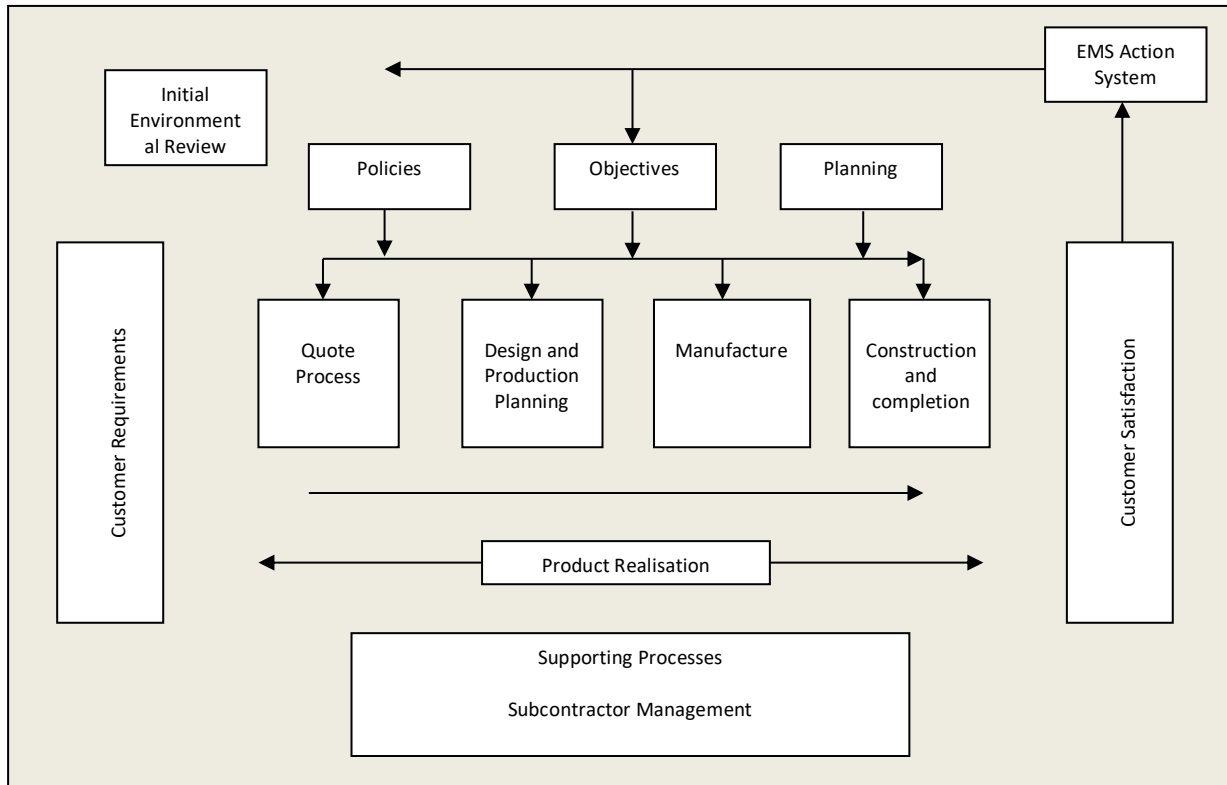 EMS Action
System
Initial
Environment
al Review
Policies
Objectives
Planning
Customer Requirements
Quote
Process
Design and
Production
Planning
Manufacture
Construction
and
completion
Customer Satisfaction
Product Realisation
Supporting Processes
Subcontractor Management